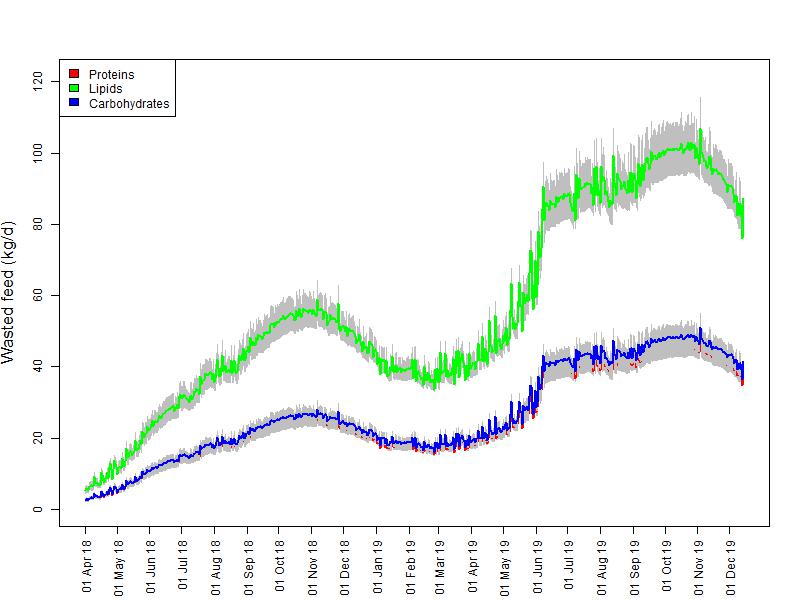 Proteins
Lipids
Carbohydrates
Wasted feed (kg/d)
120
100
80
60
40
20
0
01 Apr 18
01 May 18
01 Jun 18
01 Jul 18
01 Aug 18
01 Sep 18
01 Oct 18
01 Nov 18
01 Dec 18
01 Jan 19
01 Feb 19
01 Mar 19
01 Apr 19
01 May 19
01 Jun 19
01 Jul 19
01 Aug 19
01 Sep 19
01 Oct 19
01 Nov 19
01 Dec 19